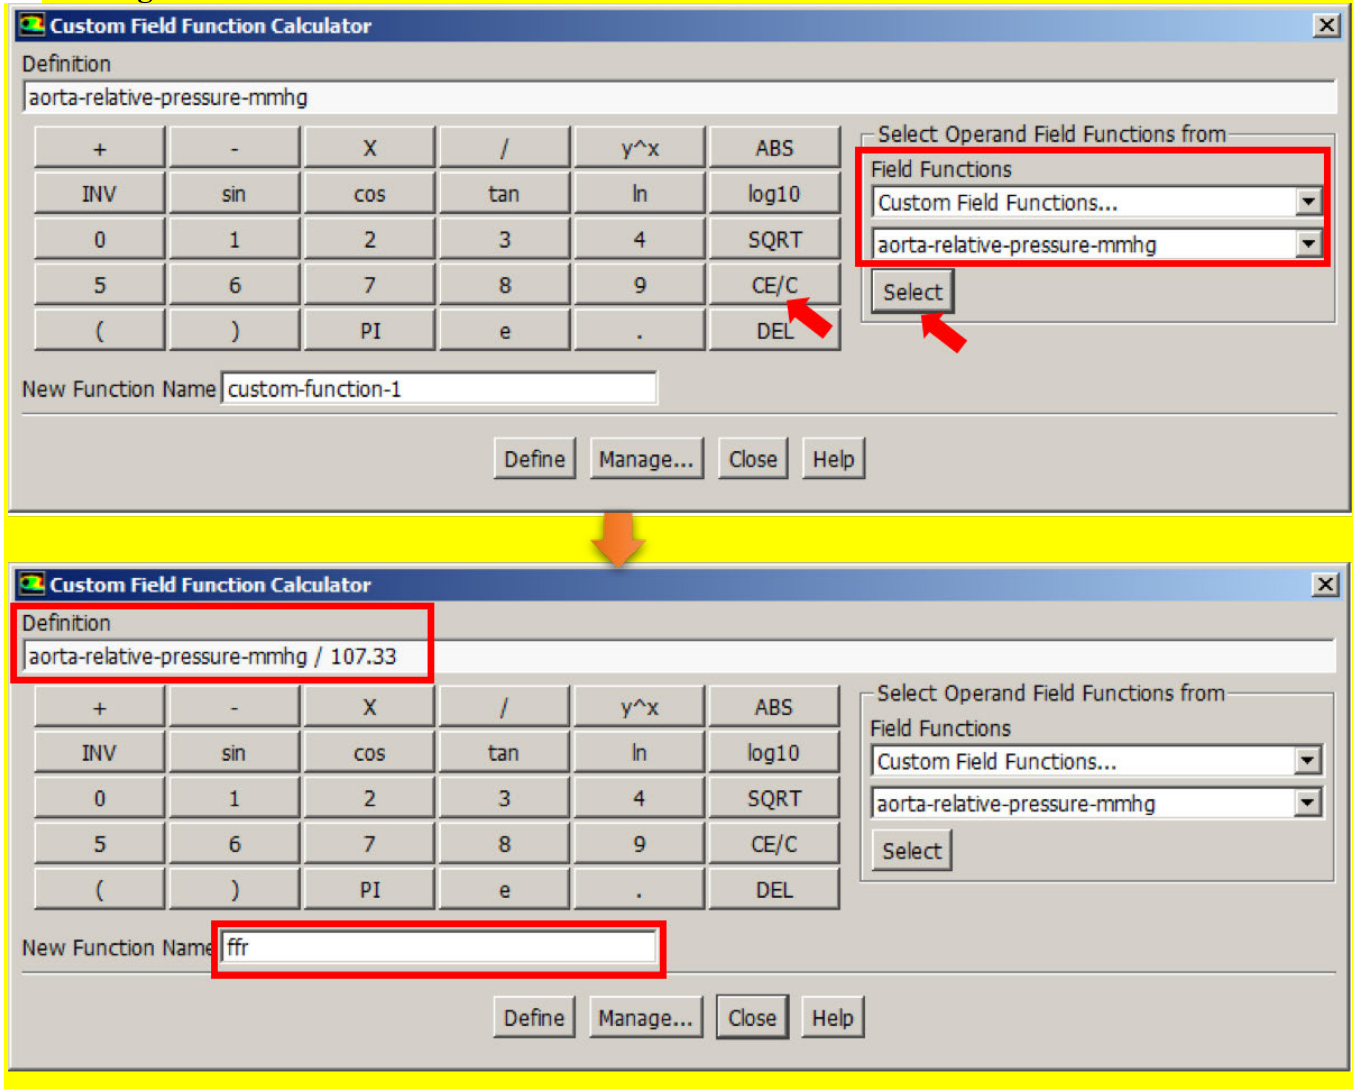 Custom Field Function Calculator
Definition
aorta-relative-pressure-mmhg
+ - X / y^x ABS
INV sin cos tan ln log10
0 1 2 3 4 SQRT
5 6 7 8 9 CE/C
( ) PI e . DEL
Select Operand Field Functions from
Field Functions
Custom Field Functions...
aorta-relative-pressure-mmhg
Select
New Function Name custom-function-1
Define Manage... Close Help
Custom Field Function Calculator
Definition
aorta-relative-pressure-mmhg / 107.33
+ - X / y^x ABS
INV sin cos tan ln log10
0 1 2 3 4 SQRT
5 6 7 8 9 CE/C
( ) PI e . DEL
Select Operand Field Functions from
Field Functions
Custom Field Functions...
aorta-relative-pressure-mmhg
Select
New Function Name ffr
Define Manage... Close Help